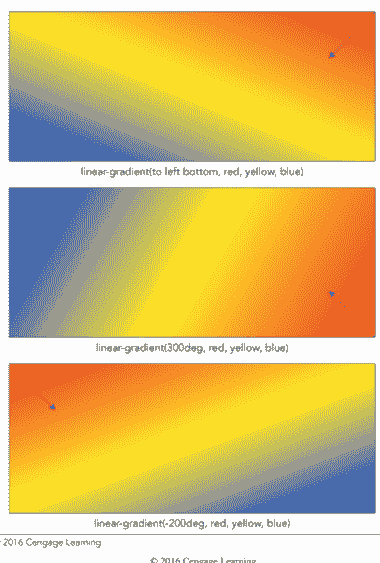 linear-gradient(to left bottom, red, yellow, blue)
linear-gradient(300deg, red, yellow, blue)
linear-gradient(-200deg, red, yellow, blue)
2016 Cengage Learning
© 2016 Cengage Learning